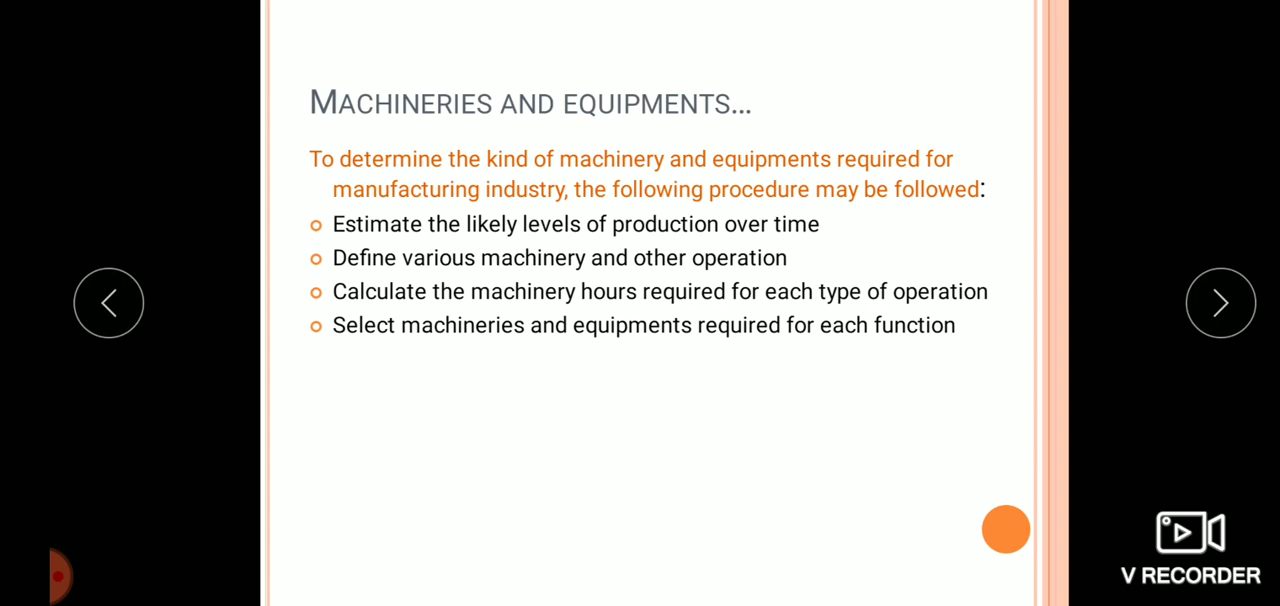 MACHINERIES AND EQUIPMENTS...
To determine the kind of machinery and equipments required for
manufacturing industry, the following procedure may be followed:
Estimate the likely levels of production over time
Define various machinery and other operation
Calculate the machinery hours required for each type of operation
Select machineries and equipments required for each function
V RECORDER